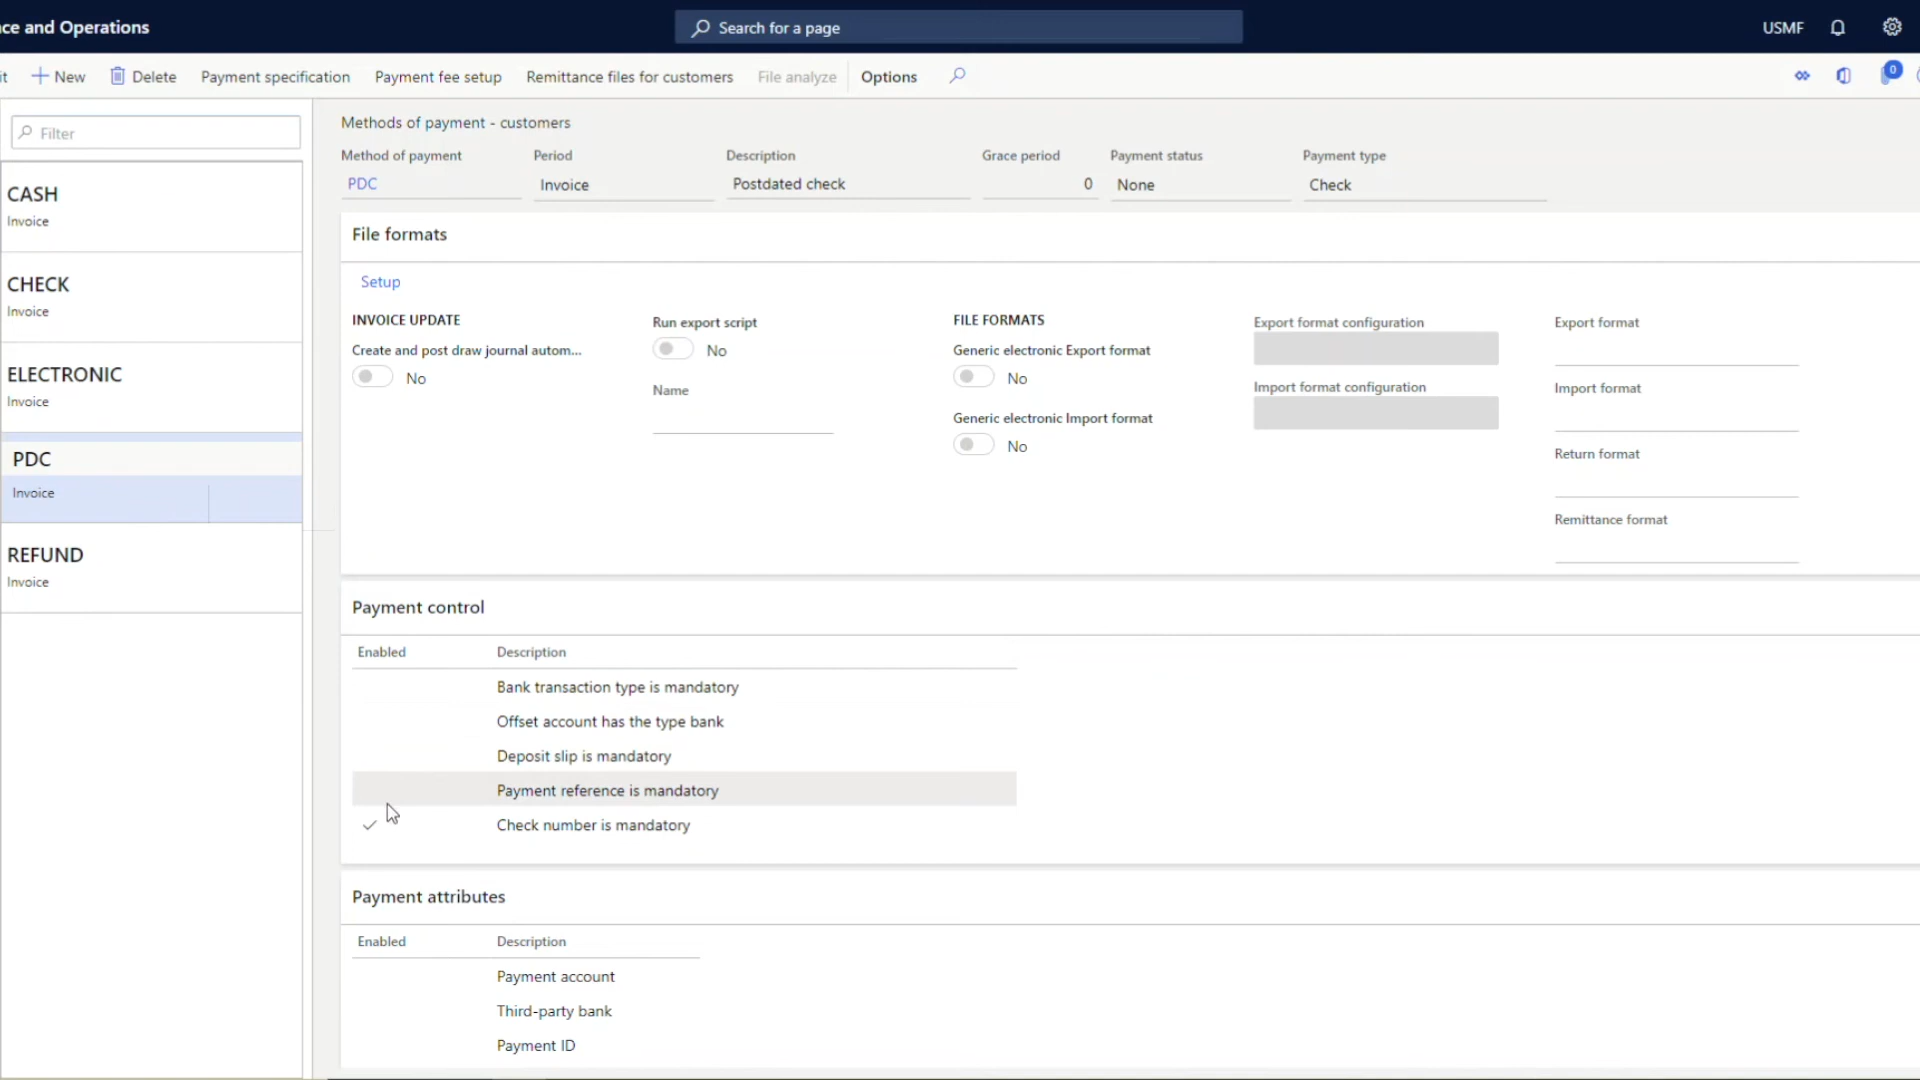 ce and Operations
Search for a page
USMF
it
New
Delete
Payment specification
Payment fee setup
Remittance files for customers
File analyze
Options
0
Filter
CASH
Invoice
CHECK
Invoice
ELECTRONIC
Invoice
PDC
Invoice
REFUND
Invoice
Methods of payment - customers
Method of payment
Period
Description
Grace period
Payment status
Payment type
PDC
Invoice
Postdated check
0
None
Check
File formats
Setup
INVOICE UPDATE
Create and post draw journal autom...
No
Run export script
No
Name
FILE FORMATS
Generic electronic Export format
No
Generic electronic Import format
No
Export format configuration
Import format configuration
Export format
Import format
Return format
Remittance format
Payment control
Enabled
Description
Bank transaction type is mandatory
Offset account has the type bank
Deposit slip is mandatory
Payment reference is mandatory
Check number is mandatory
Payment attributes
Enabled
Description
Payment account
Third-party bank
Payment ID